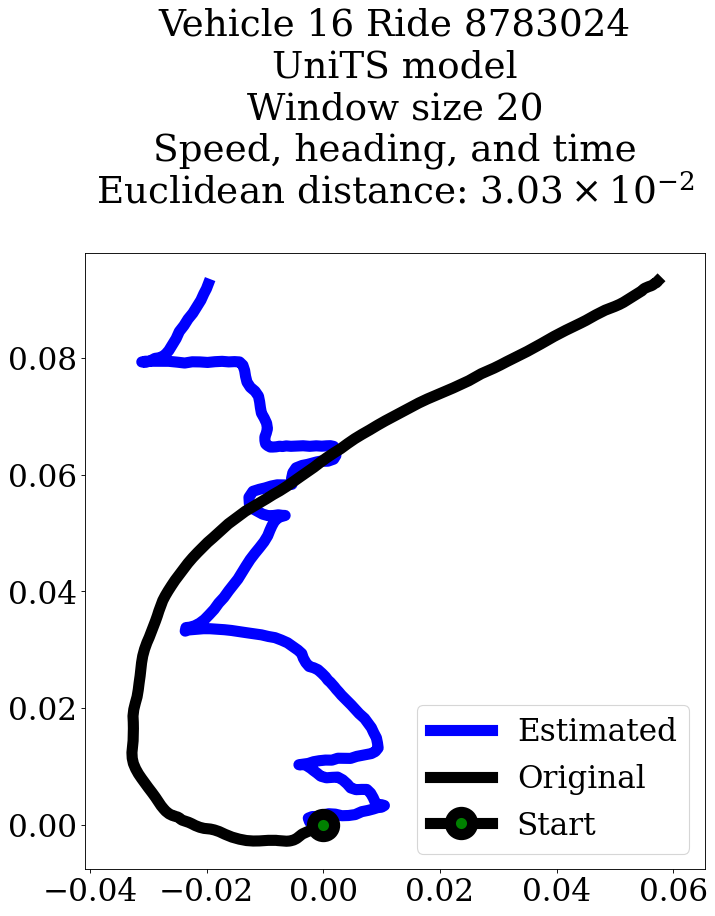 Vehicle 16 Ride 8783024
UniTS model
Window size 20
Speed, heading, and time
Euclidean distance: 3.03 × 10⁻²
0.08
0.06
0.04
0.02
0.00
Estimated
Original
Start
−0.04 −0.02 0.00 0.02 0.04 0.06